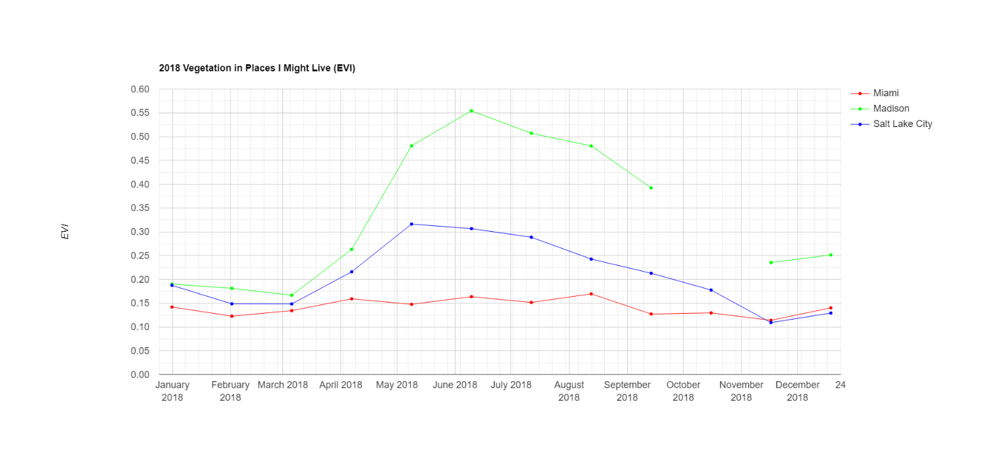 2018 Vegetation in Places I Might Live (EVI)
0.60
0.55
0.50
0.45
0.40
0.35
0.30
0.25
0.20
0.15
0.10
0.05
0.00
EVI
Miami
Madison
Salt Lake City
January
2018
February
2018
March 2018
April 2018
May 2018
June 2018
July 2018
August
2018
September
2018
October
2018
November
2018
December
2018
24